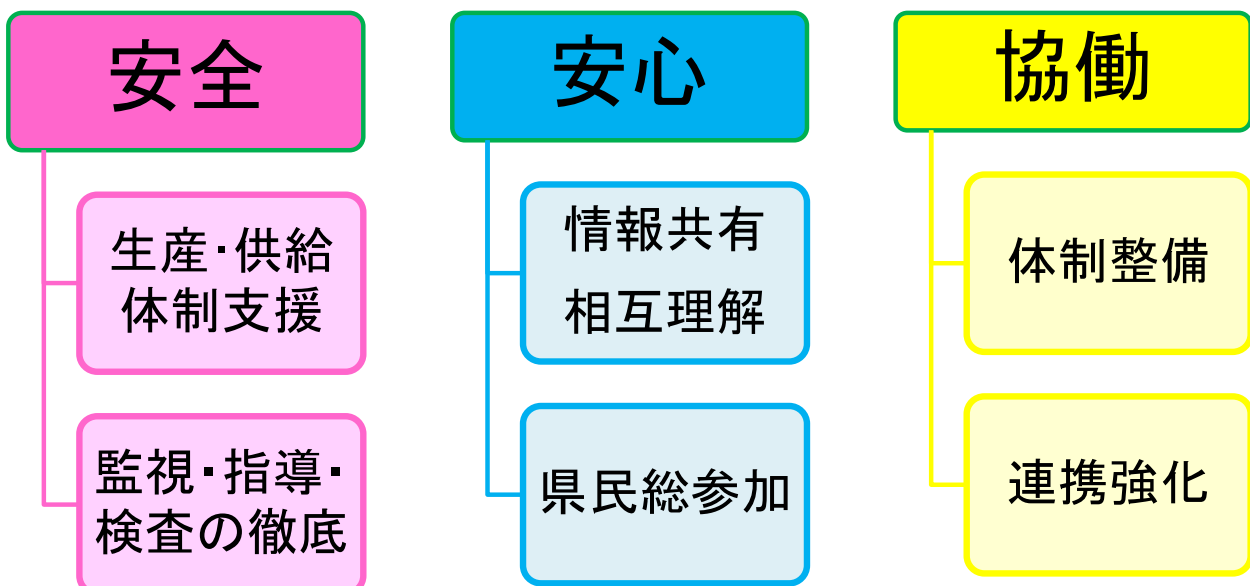 安全
生産・供給
体制支援
監視・指導・
検査の徹底
安心
情報共有
相互理解
県民総参加
協働
体制整備
連携強化